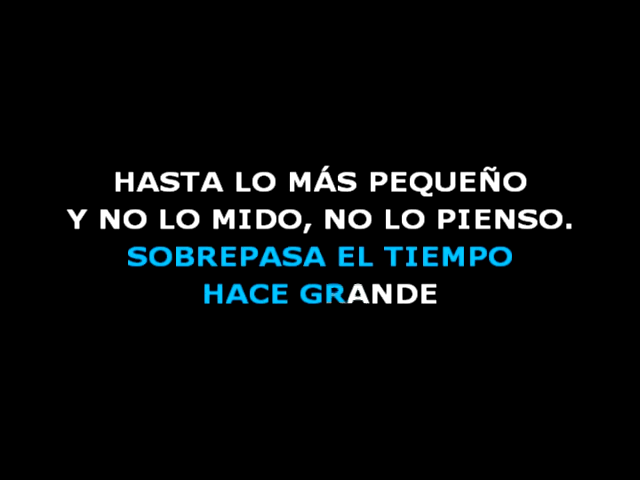 HASTA LO MÁS PEQUEÑO
Y NO LO MIDO, NO LO PIENSO.
SOBREPASA EL TIEMPO
HACE GRANDE